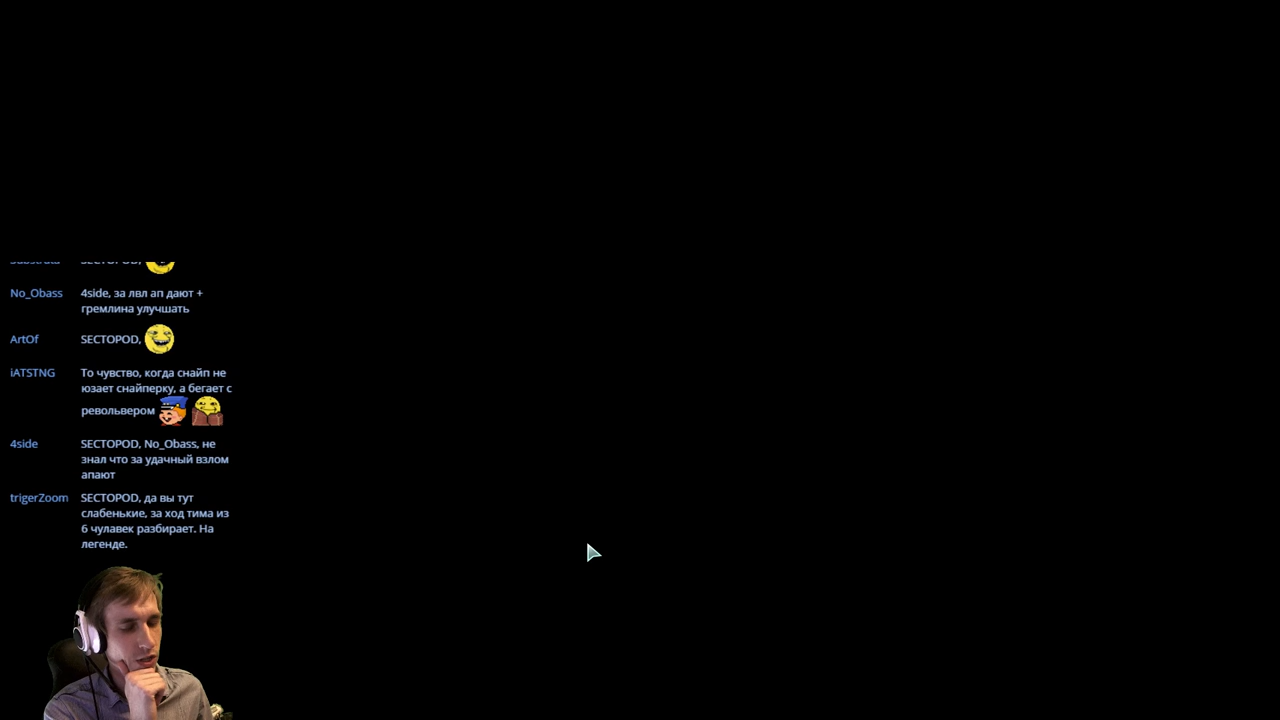 SECTOPOD,
No_Obass 4side, за лвл ап дают +
гремлина улучшать
ArtOf SECTOPOD,
iATSTNG То чувство, когда снайп не
юзает снайперку, а бегает с
револьвером
4side SECTOPOD, No_Obass, не
знал что за удачный взлом
апают
trigerZoom SECTOPOD, да вы тут
слабенькие, за ход тима из
6 чулавек разбирает. На
легенде.